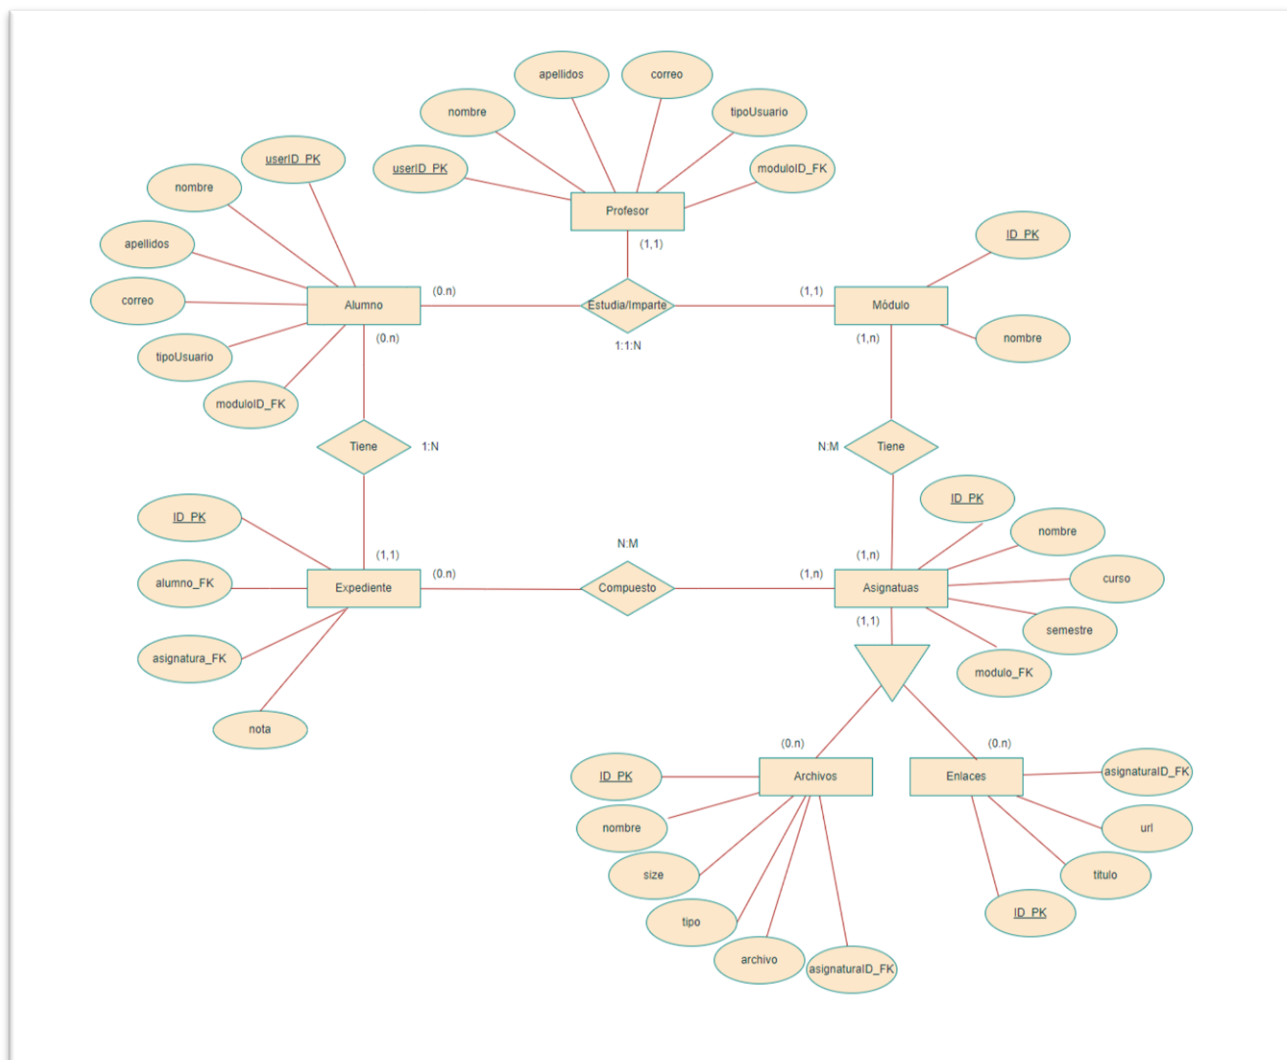 apellidos
correo
nombre
tipoUsuario
userID_PK
moduloID_FK
Profesor
(1,1)
userID_PK
nombre
apellidos
correo
tipoUsuario
moduloID_FK
Alumno
(0.n)
(0.n)
Estudia/Imparte
1:1:N
(1,1)
Módulo
(1,n)
ID_PK
nombre
Tiene
1:N
N:M
Tiene
ID_PK
alumno_FK
asignatura_FK
nota
(1,1)
Expediente
(0.n)
N:M
Compuesto
(1,n)
(1,n)
Asignatuas
(1,1)
ID_PK
nombre
curso
semestre
modulo_FK
(0.n)
(0.n)
Archivos
Enlaces
ID_PK
nombre
size
tipo
archivo
asignaturaID_FK
asignaturaID_FK
url
titulo
ID_PK